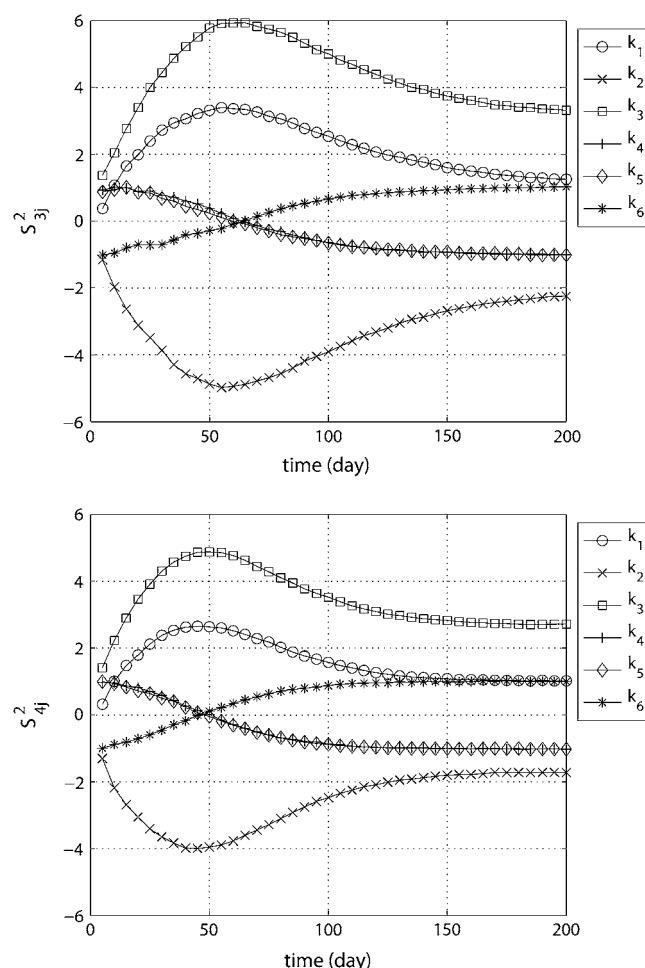 6
4
2
0
−2
−4
−6
S²₃ⱼ
0 50 100 150 200
time (day)
k₁
k₂
k₃
k₄
k₅
k₆
6
4
2
0
−2
−4
−6
S²₄ⱼ
0 50 100 150 200
time (day)
k₁
k₂
k₃
k₄
k₅
k₆